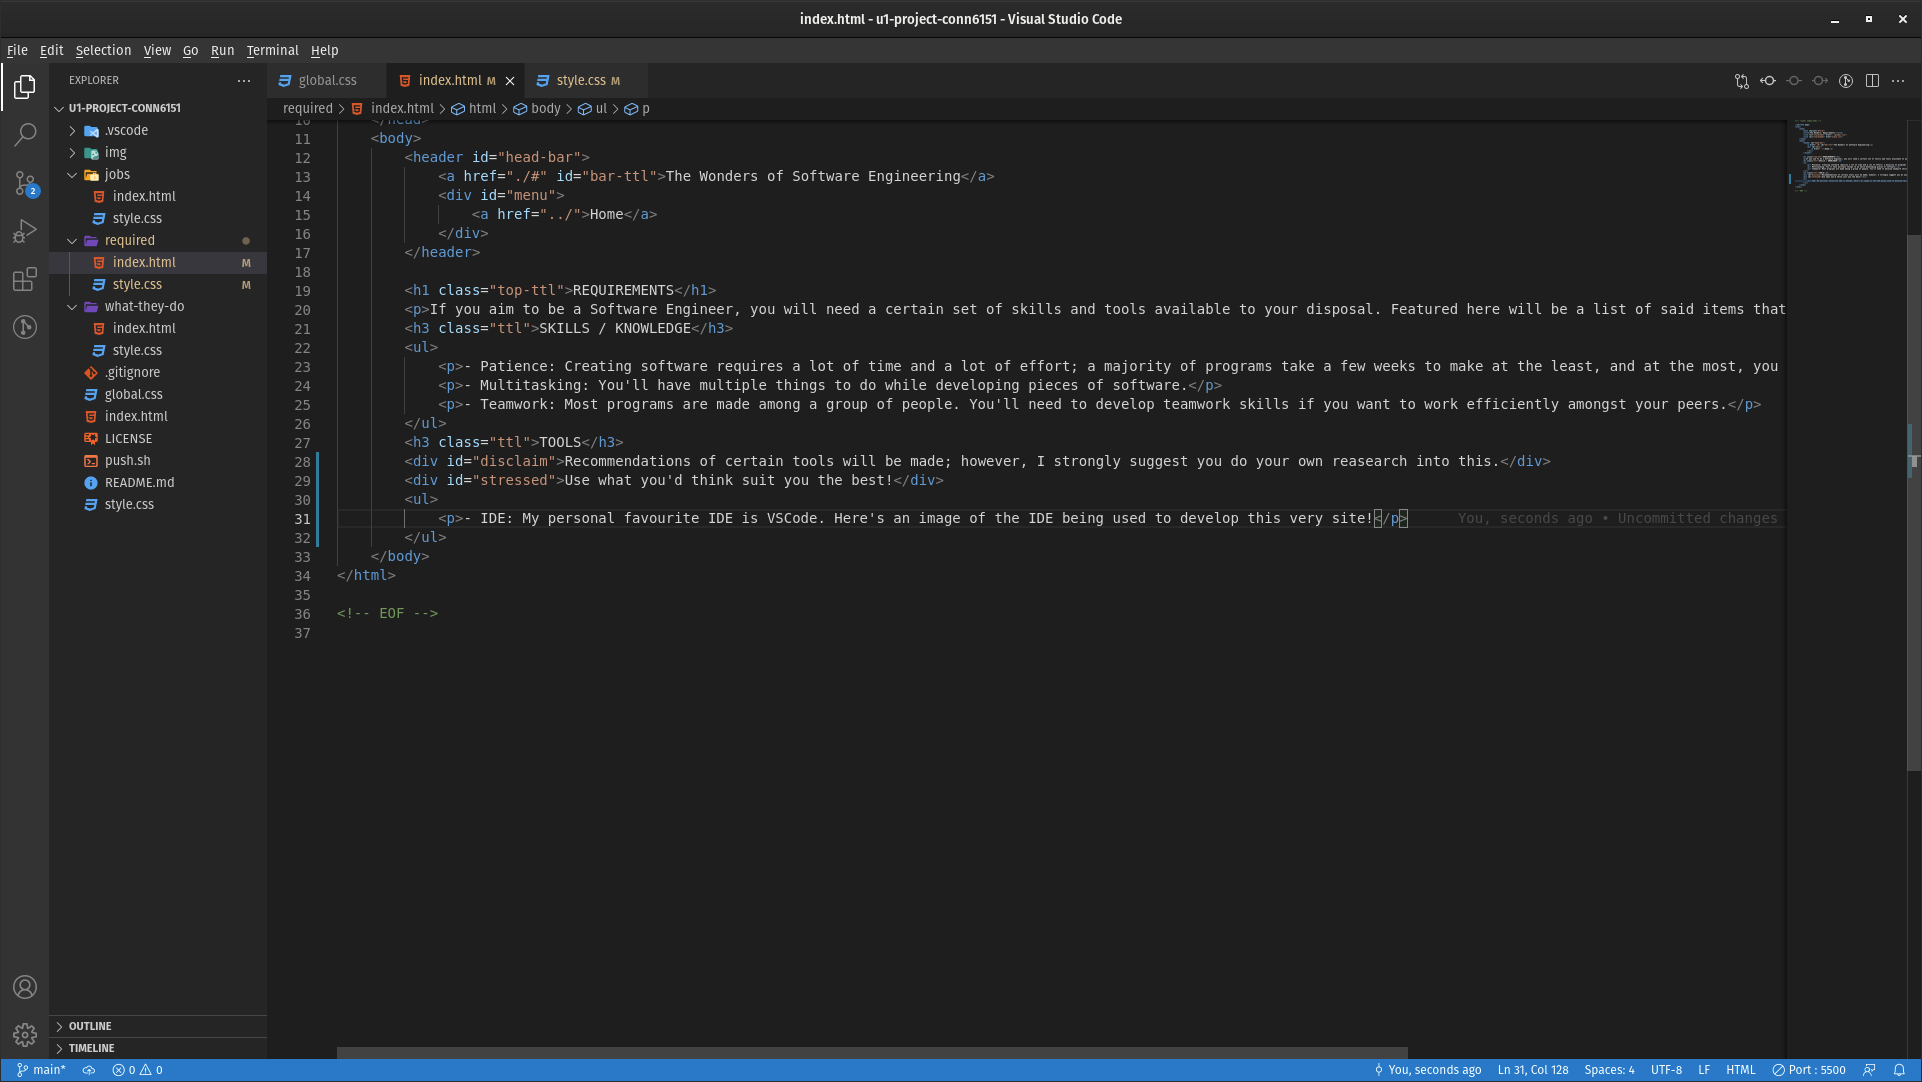 index.html - u1-project-conn6151 - Visual Studio Code
File Edit Selection View Go Run Terminal Help
EXPLORER
global.css
index.html M
style.css M
required > index.html > html > body > ul > p
U1-PROJECT-CONN6151
.vscode
img
jobs
index.html
style.css
required
index.html M
style.css M
what-they-do
index.html
style.css
.gitignore
global.css
index.html
LICENSE
push.sh
README.md
style.css
OUTLINE
TIMELINE
10 </head>
11 <body>
12 <header id="head-bar">
13 <a href="./#" id="bar-ttl">The Wonders of Software Engineering</a>
14 <div id="menu">
15 <a href="../">Home</a>
16 </div>
17 </header>
18
19 <h1 class="top-ttl">REQUIREMENTS</h1>
20 <p>If you aim to be a Software Engineer, you will need a certain set of skills and tools available to your disposal. Featured here will be a list of said items that
21 <h3 class="ttl">SKILLS / KNOWLEDGE</h3>
22 <ul>
23 <p>- Patience: Creating software requires a lot of time and a lot of effort; a majority of programs take a few weeks to make at the least, and at the most, you
24 <p>- Multitasking: You'll have multiple things to do while developing pieces of software.</p>
25 <p>- Teamwork: Most programs are made among a group of people. You'll need to develop teamwork skills if you want to work efficiently amongst your peers.</p>
26 </ul>
27 <h3 class="ttl">TOOLS</h3>
28 <div id="disclaim">Recommendations of certain tools will be made; however, I strongly suggest you do your own reasearch into this.</div>
29 <div id="stressed">Use what you'd think suit you the best!</div>
30 <ul>
31 <p>- IDE: My personal favourite IDE is VSCode. Here's an image of the IDE being used to develop this very site!</p> You, seconds ago • Uncommitted changes
32 </ul>
33 </body>
34 </html>
35
36 <!-- EOF -->
37
2
main* 0 0 You, seconds ago Ln 31, Col 128 Spaces: 4 UTF-8 LF HTML Port : 5500